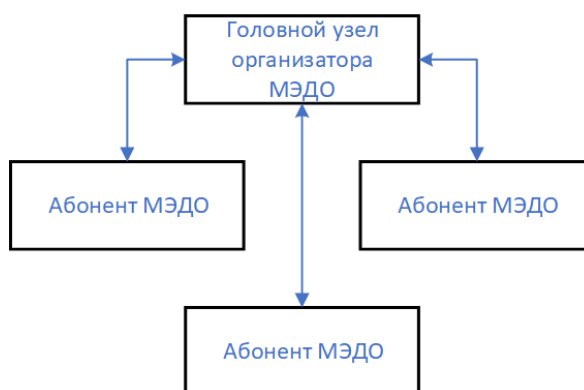 Головной узел
организатора
МЭДО
Абонент МЭДО
Абонент МЭДО
Абонент МЭДО